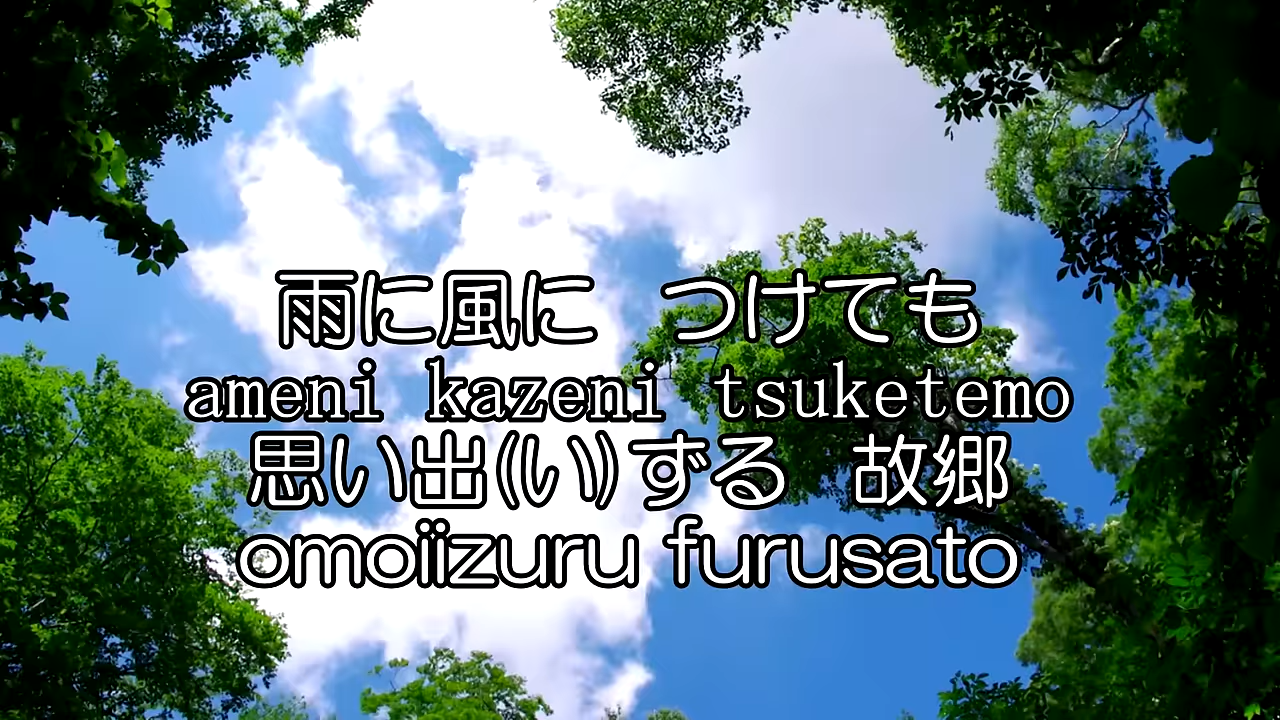 雨に風に　つけても
ameni kazeni tsuketemo
思い出(い)ずる　故郷
omoiizuru furusato